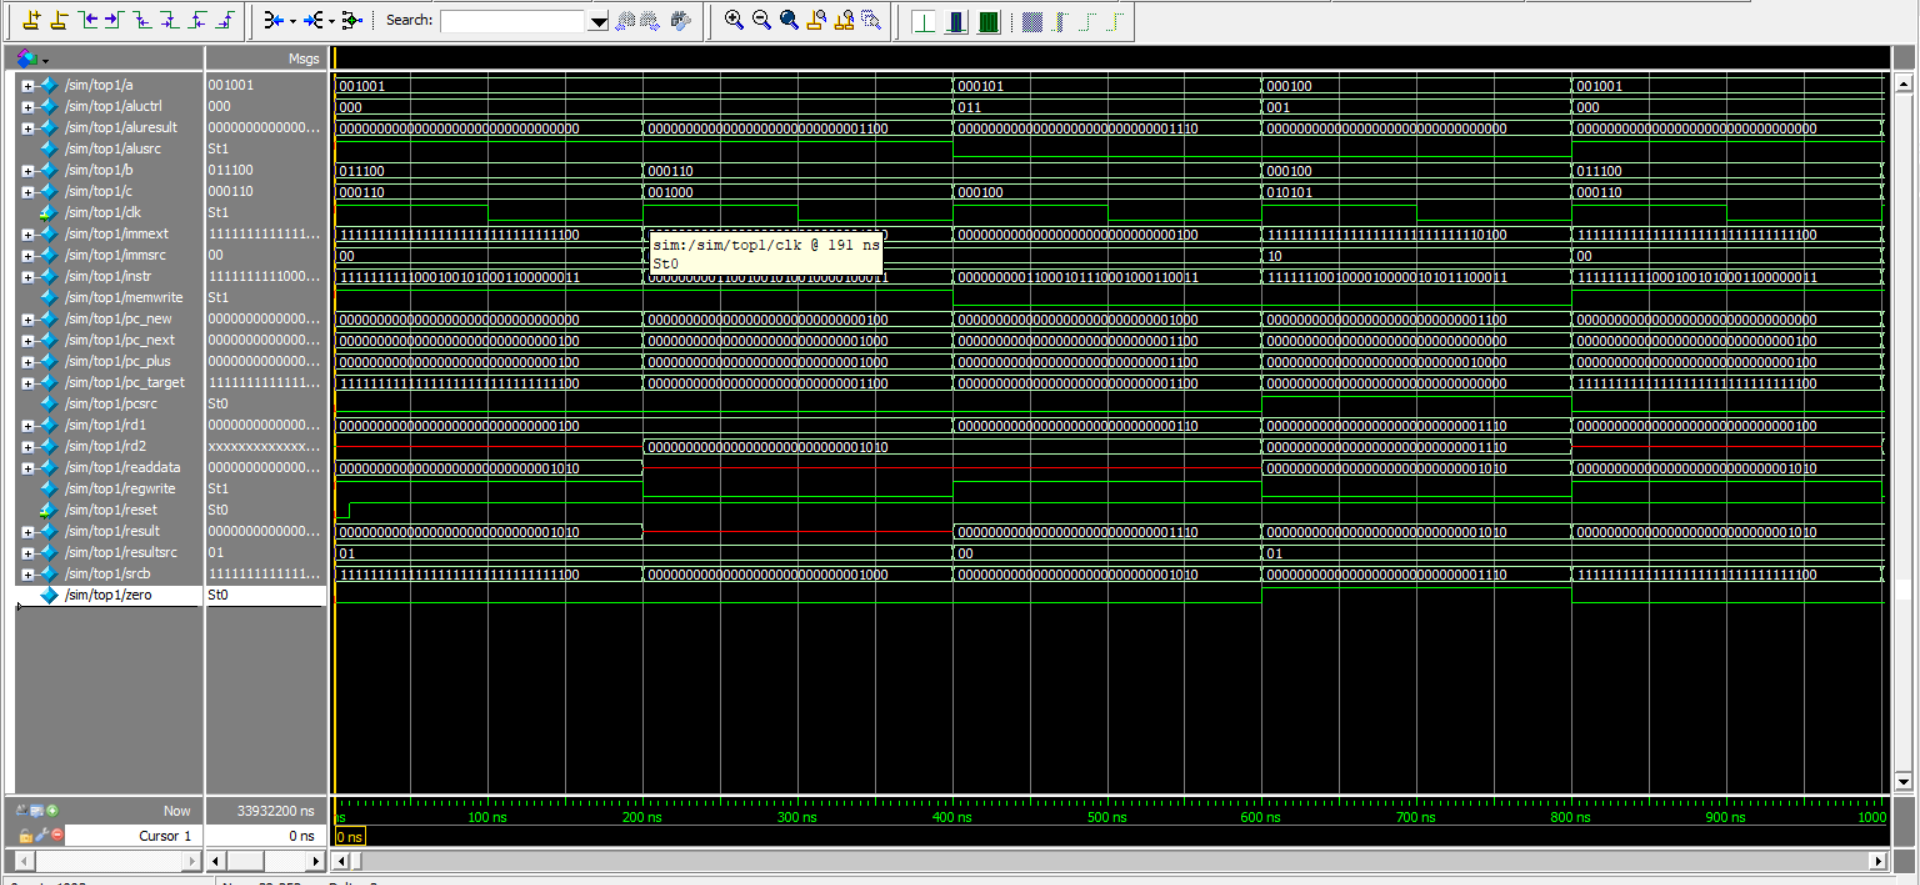 Search:
Msgs
/sim/top1/a 001001 001001 000101 000100 001001
/sim/top1/aluctrl 000 000 011 001 000
/sim/top1/aluresult 0000000000000... 00000000000000000000000000000000 00000000000000000000000000001100 00000000000000000000000000001110 00000000000000000000000000000000 00000000000000000000000000000000
/sim/top1/alusrc St1
/sim/top1/b 011100 011100 000110 000100 011100
/sim/top1/c 000110 000110 001000 000100 010101 000110
/sim/top1/clk St1
/sim/top1/immext 1111111111111... 11111111111111111111111111111100 00000000000000000000000000000100 11111111111111111111111111110100 11111111111111111111111111111100
sim:/sim/top1/clk @ 191 ns
St0
/sim/top1/immsrc 00 00 10 00
/sim/top1/instr 1111111111000... 11111111110001001010001100000011 00000000011001001010010000100011 00000000011000101110001000110011 11111110010000100000101011100011 11111111110001001010001100000011
/sim/top1/memwrite St1
/sim/top1/pc_new 0000000000000... 00000000000000000000000000000000 00000000000000000000000000000100 00000000000000000000000000001000 00000000000000000000000000001100 00000000000000000000000000000000
/sim/top1/pc_next 0000000000000... 00000000000000000000000000000100 00000000000000000000000000001000 00000000000000000000000000001100 00000000000000000000000000000000 00000000000000000000000000000100
/sim/top1/pc_plus 0000000000000... 00000000000000000000000000000100 00000000000000000000000000001000 00000000000000000000000000001100 00000000000000000000000000010000 00000000000000000000000000000100
/sim/top1/pc_target 1111111111111... 11111111111111111111111111111100 00000000000000000000000000001100 00000000000000000000000000001100 00000000000000000000000000000000 11111111111111111111111111111100
/sim/top1/pcsrc St0
/sim/top1/rd1 0000000000000... 00000000000000000000000000000100 00000000000000000000000000000110 00000000000000000000000000001110 00000000000000000000000000000100
/sim/top1/rd2 xxxxxxxxxxxxx... 00000000000000000000000000001010 00000000000000000000000000001110
/sim/top1/readdata 0000000000000... 00000000000000000000000000001010 00000000000000000000000000001010 00000000000000000000000000001010
/sim/top1/regwrite St1
/sim/top1/reset St0
/sim/top1/result 0000000000000... 00000000000000000000000000001010 00000000000000000000000000001110 00000000000000000000000000001010 00000000000000000000000000001010
/sim/top1/resultsrc 01 01 00 01
/sim/top1/srcb 1111111111111... 11111111111111111111111111111100 00000000000000000000000000001000 00000000000000000000000000001010 00000000000000000000000000001110 11111111111111111111111111111100
/sim/top1/zero St0
Now 33932200 ns ns 100 ns 200 ns 300 ns 400 ns 500 ns 600 ns 700 ns 800 ns 900 ns 1000
Cursor 1 0 ns 0 ns